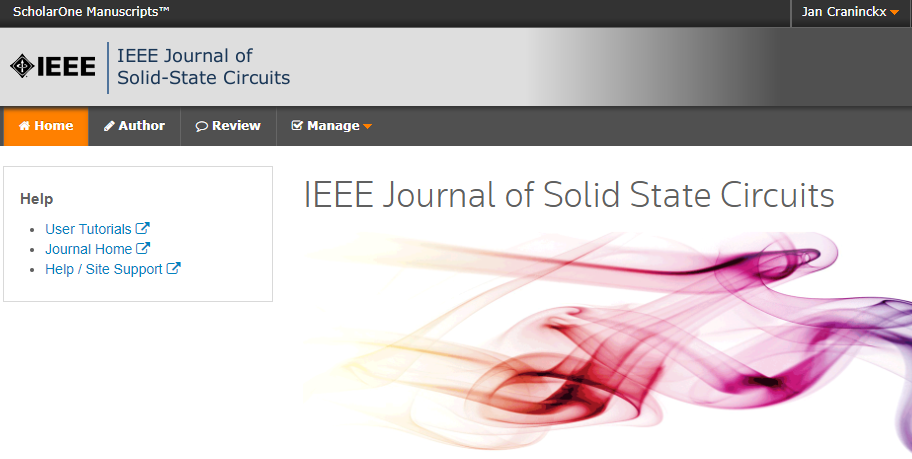 ScholarOne Manuscripts™
Jan Craninckx
IEEE
IEEE Journal of
Solid-State Circuits
Home Author Review Manage
Help
User Tutorials
Journal Home
Help / Site Support
IEEE Journal of Solid State Circuits